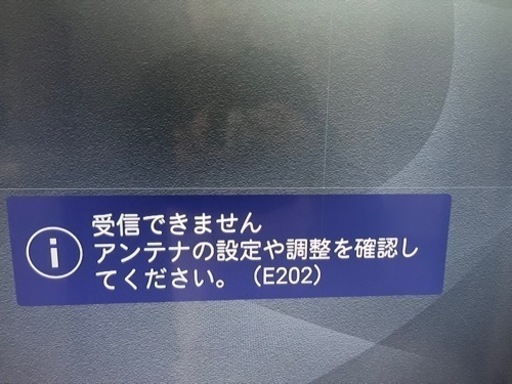 受信できません
アンテナの設定や調整を確認し
てください。（E202）